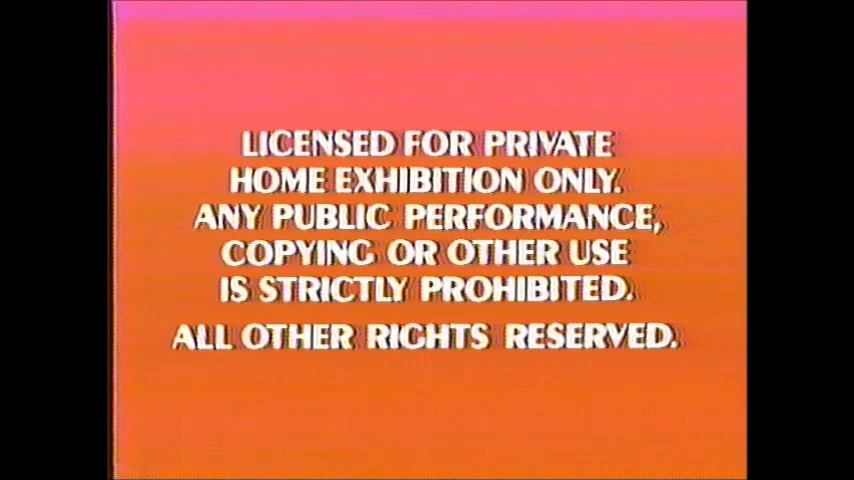 LICENSED FOR PRIVATE
HOME EXHIBITION ONLY.
ANY PUBLIC PERFORMANCE,
COPYING OR OTHER USE
IS STRICTLY PROHIBITED.
ALL OTHER RIGHTS RESERVED.